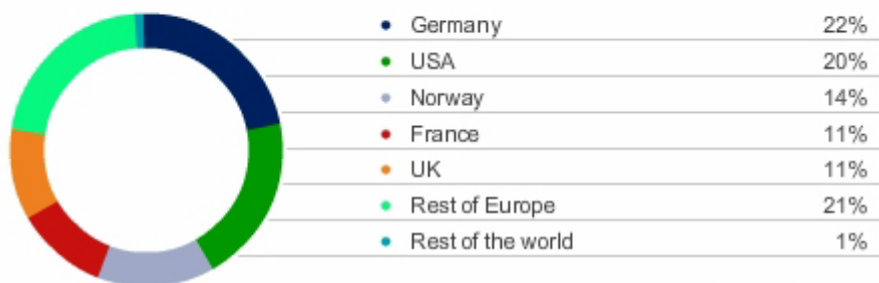 Germany 22%
USA 20%
Norway 14%
France 11%
UK 11%
Rest of Europe 21%
Rest of the world 1%